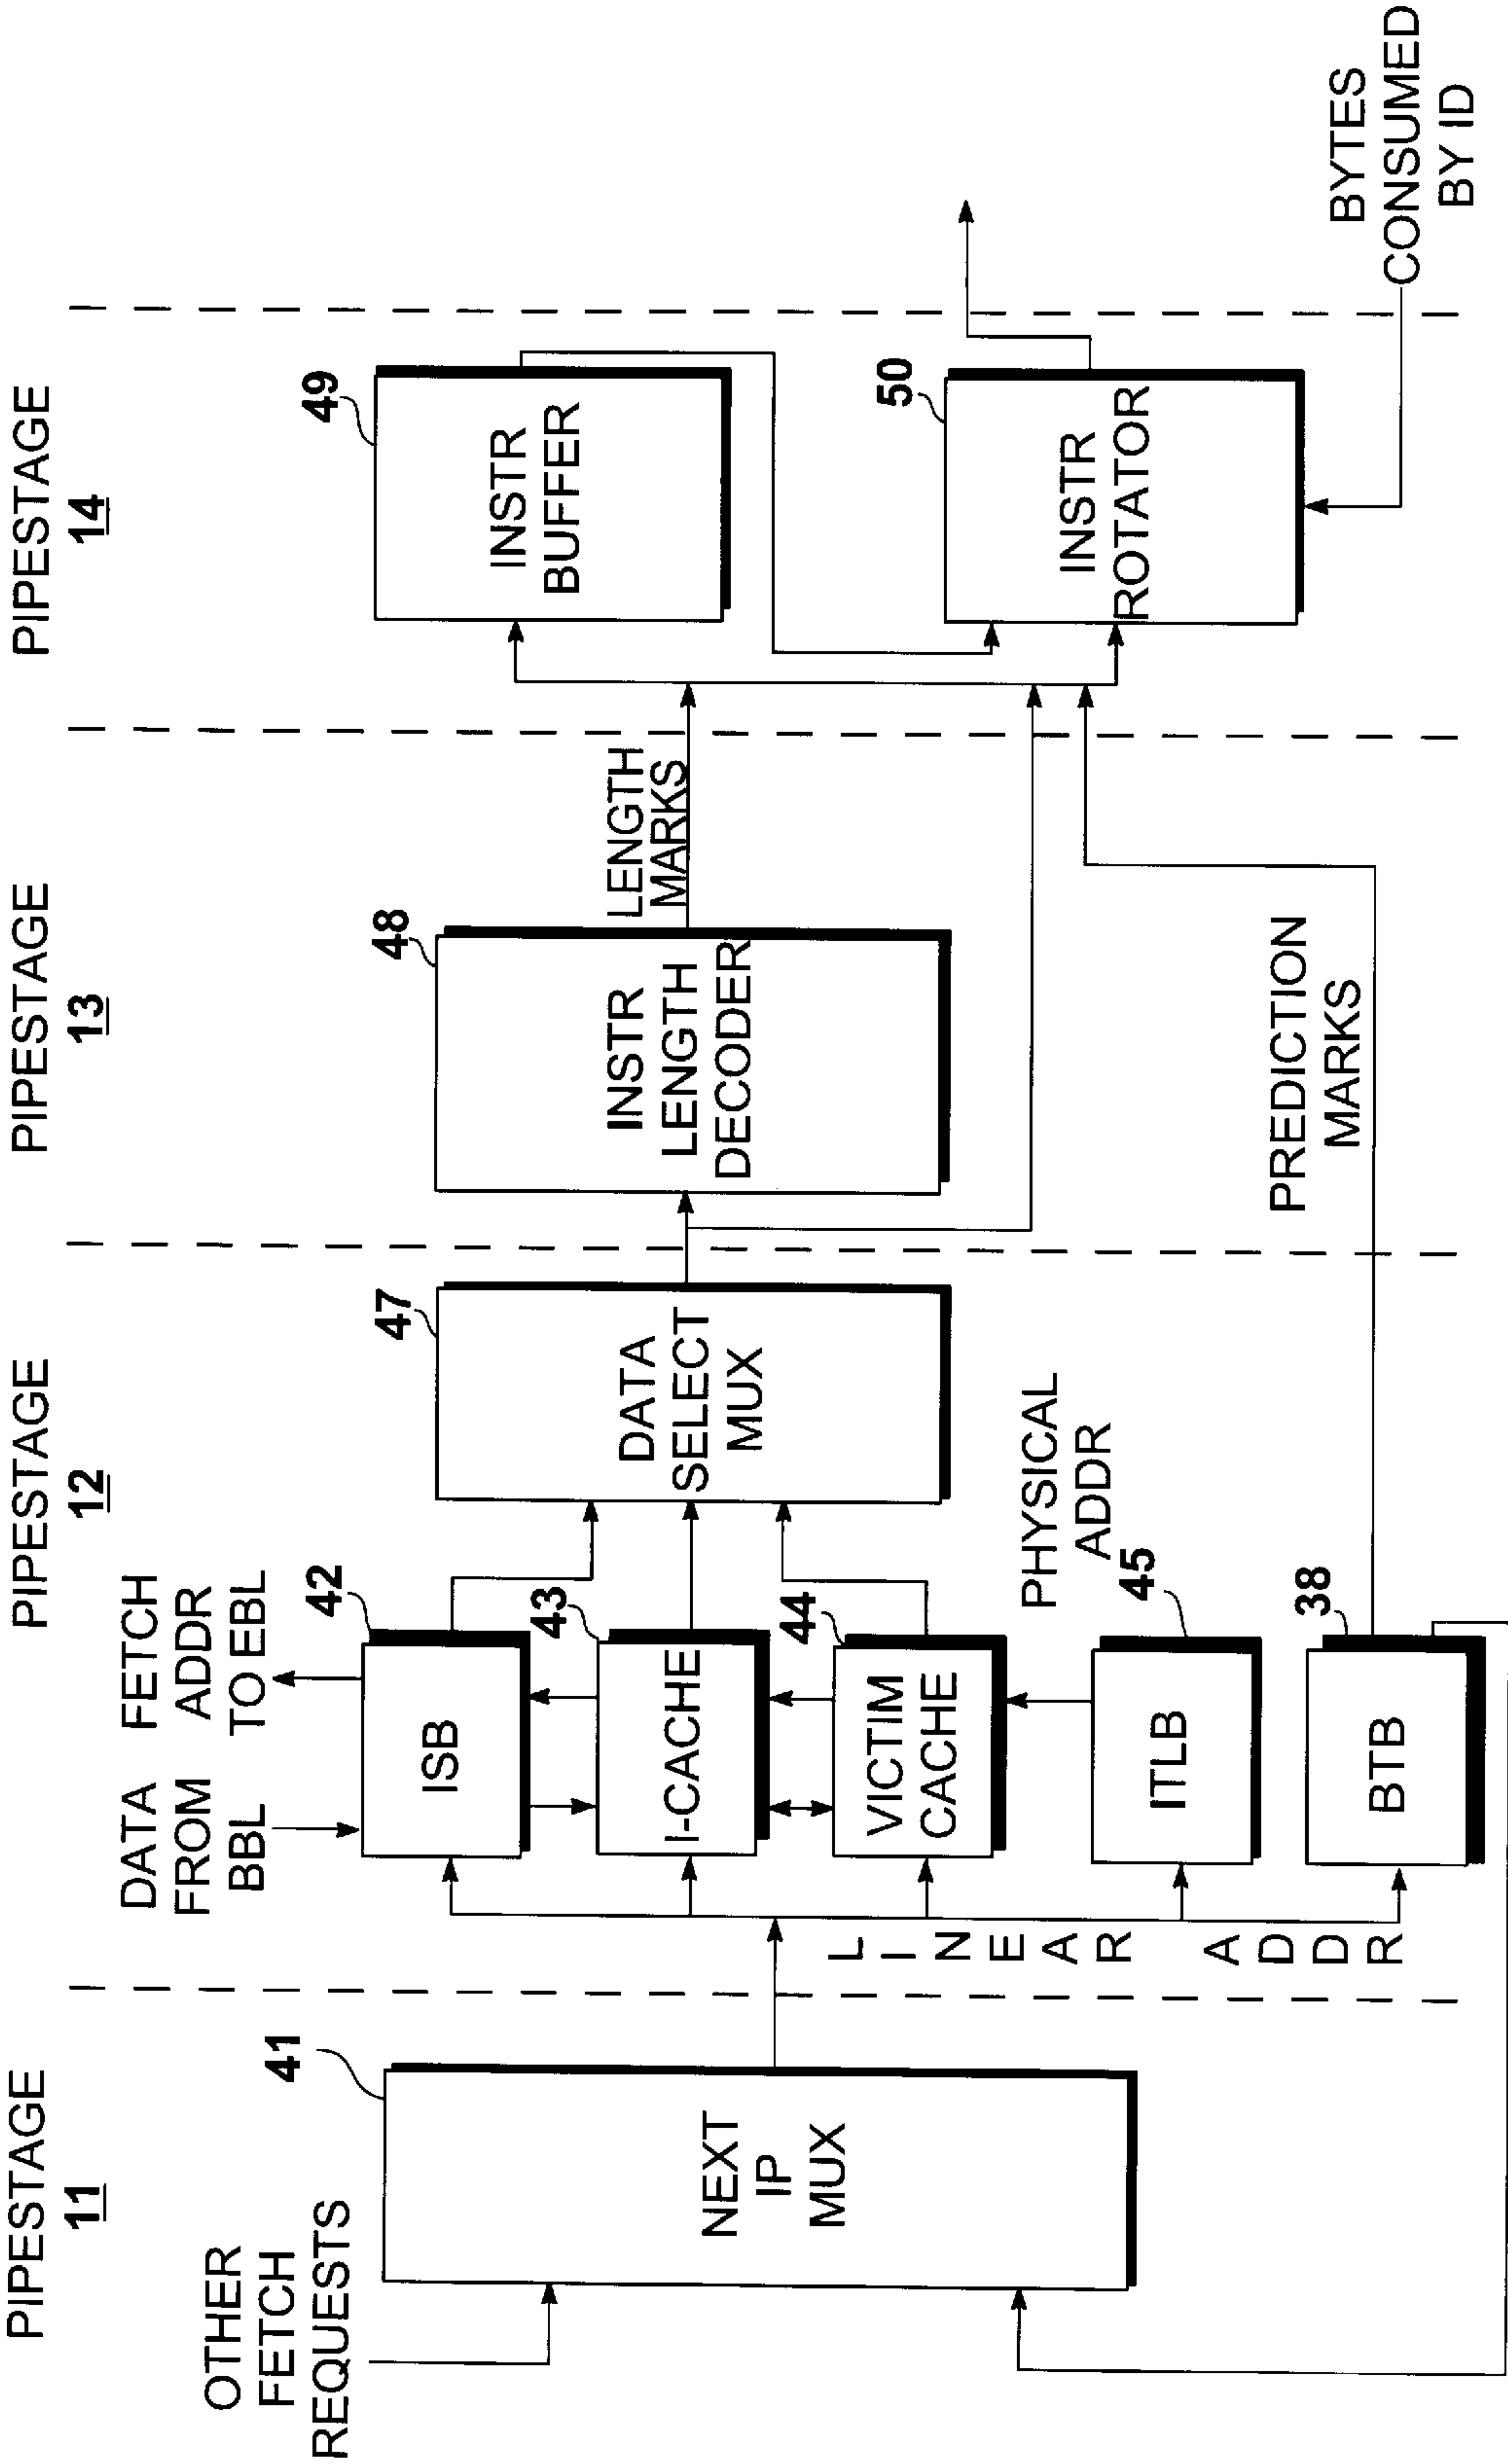 PIPESTAGE
11
PIPESTAGE
12
PIPESTAGE
13
PIPESTAGE
14
OTHER
FETCH
REQUESTS
41
NEXT
IP
MUX
LINEAR ADDR
DATA
FROM
BBL
FETCH
ADDR
TO EBL
42
ISB
43
I-CACHE
44
VICTIM
CACHE
PHYSICAL
ADDR
45
ITLB
38
BTB
47
DATA
SELECT
MUX
48
INSTR
LENGTH
DECODER
LENGTH
MARKS
PREDICTION
MARKS
49
INSTR
BUFFER
50
INSTR
ROTATOR
BYTES
CONSUMED
BY ID